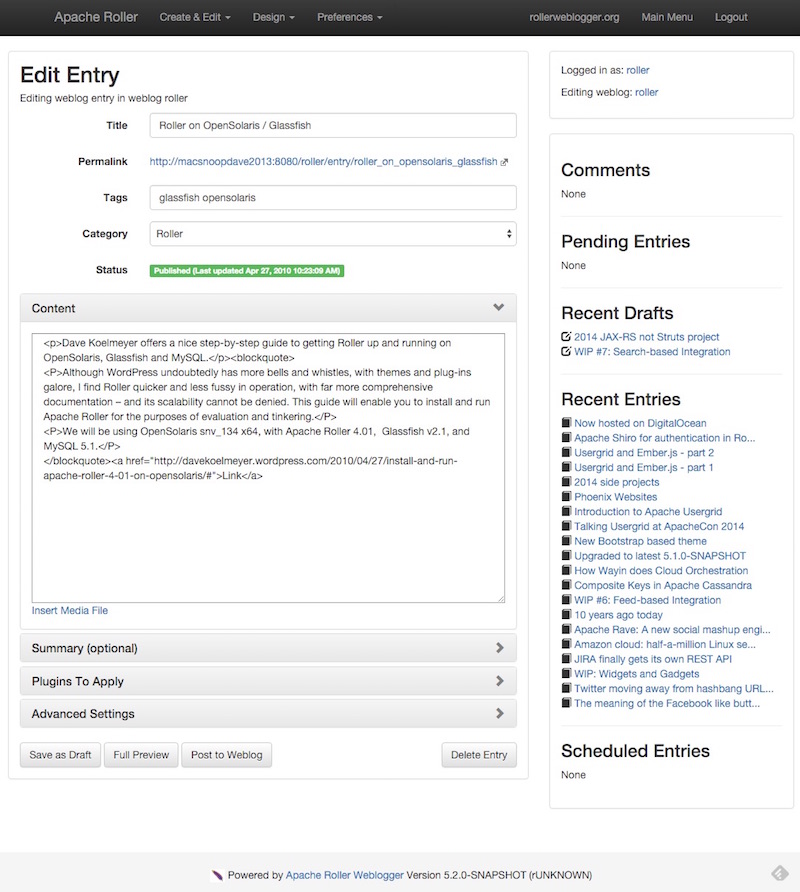 Apache Roller Create & Edit Design Preferences rollerweblogger.org Main Menu Logout
Edit Entry
Editing weblog entry in weblog roller
Title Roller on OpenSolaris / Glassfish
Permalink http://macsnoopdave2013:8080/roller/entry/roller_on_opensolaris_glassfish
Tags glassfish opensolaris
Category Roller
Status Published (Last updated Apr 27, 2010 10:23:09 AM)
Content
<p>Dave Koelmeyer offers a nice step-by-step guide to getting Roller up and running on
OpenSolaris, Glassfish and MySQL.</p><blockquote>
<P>Although WordPress undoubtedly has more bells and whistles, with themes and plug-ins
galore, I find Roller quicker and less fussy in operation, with far more comprehensive
documentation – and its scalability cannot be denied. This guide will enable you to install and run
Apache Roller for the purposes of evaluation and tinkering.</P>
<P>We will be using OpenSolaris snv_134 x64, with Apache Roller 4.01,  Glassfish v2.1, and
MySQL 5.1.</P>
</blockquote><a href="http://davekoelmeyer.wordpress.com/2010/04/27/install-and-run-
apache-roller-4-01-on-opensolaris/#">Link</a>
Insert Media File
Summary (optional)
Plugins To Apply
Advanced Settings
Save as Draft Full Preview Post to Weblog Delete Entry
Logged in as: roller
Editing weblog: roller
Comments
None
Pending Entries
None
Recent Drafts
2014 JAX-RS not Struts project
WIP #7: Search-based Integration
Recent Entries
Now hosted on DigitalOcean
Apache Shiro for authentication in Ro...
Usergrid and Ember.js - part 2
Usergrid and Ember.js - part 1
2014 side projects
Phoenix Websites
Introduction to Apache Usergrid
Talking Usergrid at ApacheCon 2014
New Bootstrap based theme
Upgraded to latest 5.1.0-SNAPSHOT
How Wayin does Cloud Orchestration
Composite Keys in Apache Cassandra
WIP #6: Feed-based Integration
10 years ago today
Apache Rave: A new social mashup engi...
Amazon cloud: half-a-million Linux se...
JIRA finally gets its own REST API
WIP: Widgets and Gadgets
Twitter moving away from hashbang URL...
The meaning of the Facebook like butt...
Scheduled Entries
None
Powered by Apache Roller Weblogger Version 5.2.0-SNAPSHOT (rUNKNOWN)